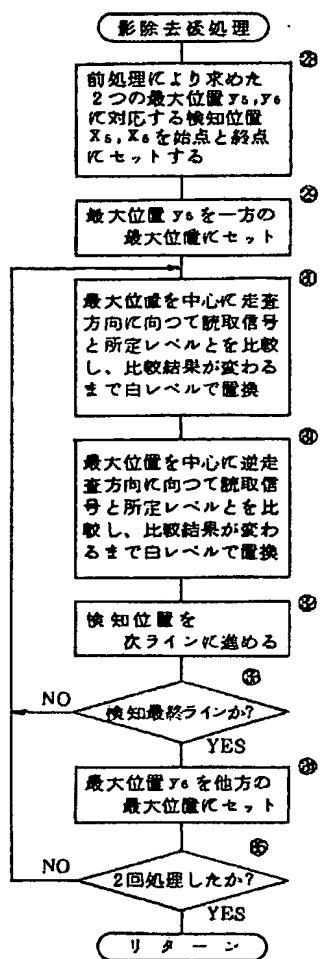 影除去後処理
㉘
前処理により求めた
2つの最大位置y₅,y₆
に対応する検知位置
X₅,X₆を始点と終点
にセットする
㉙
最大位置y₅を一方の
最大位置にセット
㉚
最大位置を中心に走査
方向に向つて読取信号
と所定レベルとを比較
し、比較結果が変わる
まで白レベルで置換
㉛
最大位置を中心に逆走
査方向に向つて読取信
号と所定レベルとを比
較し、比較結果が変わ
るまで白レベルで置換
㉜
検知位置を
次ラインに進める
㉝
NO
検知最終ラインか?
YES
㉞
最大位置y₆を他方の
最大位置にセット
㉟
NO
2回処理したか?
YES
リターン